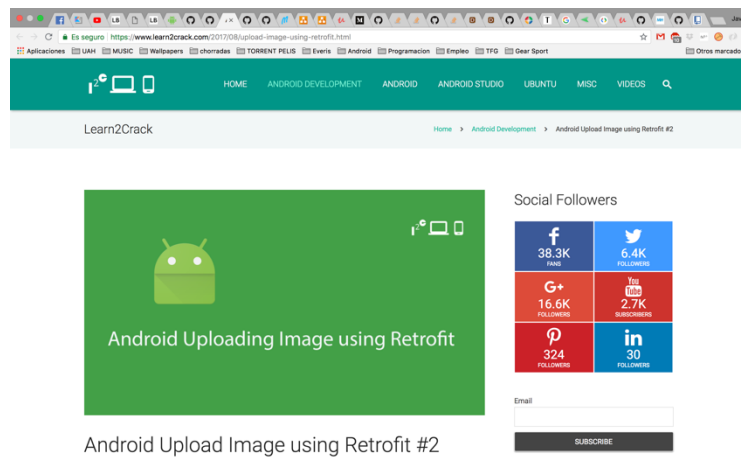 Es seguro | https://www.learn2crack.com/2017/08/upload-image-using-retrofit.html
Aplicaciones UAH MUSIC Wallpapers chorradas TORRENT PELIS Everis Android Programacion Empleo TFG Gear Sport Otros marcado
HOME ANDROID DEVELOPMENT ANDROID ANDROID STUDIO UBUNTU MISC VIDEOS
Learn2Crack
Home > Android Development > Android Upload Image using Retrofit #2
Android Uploading Image using Retrofit
Android Upload Image using Retrofit #2
Social Followers
38.3K
FANS
6.4K
FOLLOWERS
G+
16.6K
FOLLOWERS
You Tube
2.7K
SUBSCRIBERS
324
FOLLOWERS
in
30
FOLLOWERS
Email
SUBSCRIBE